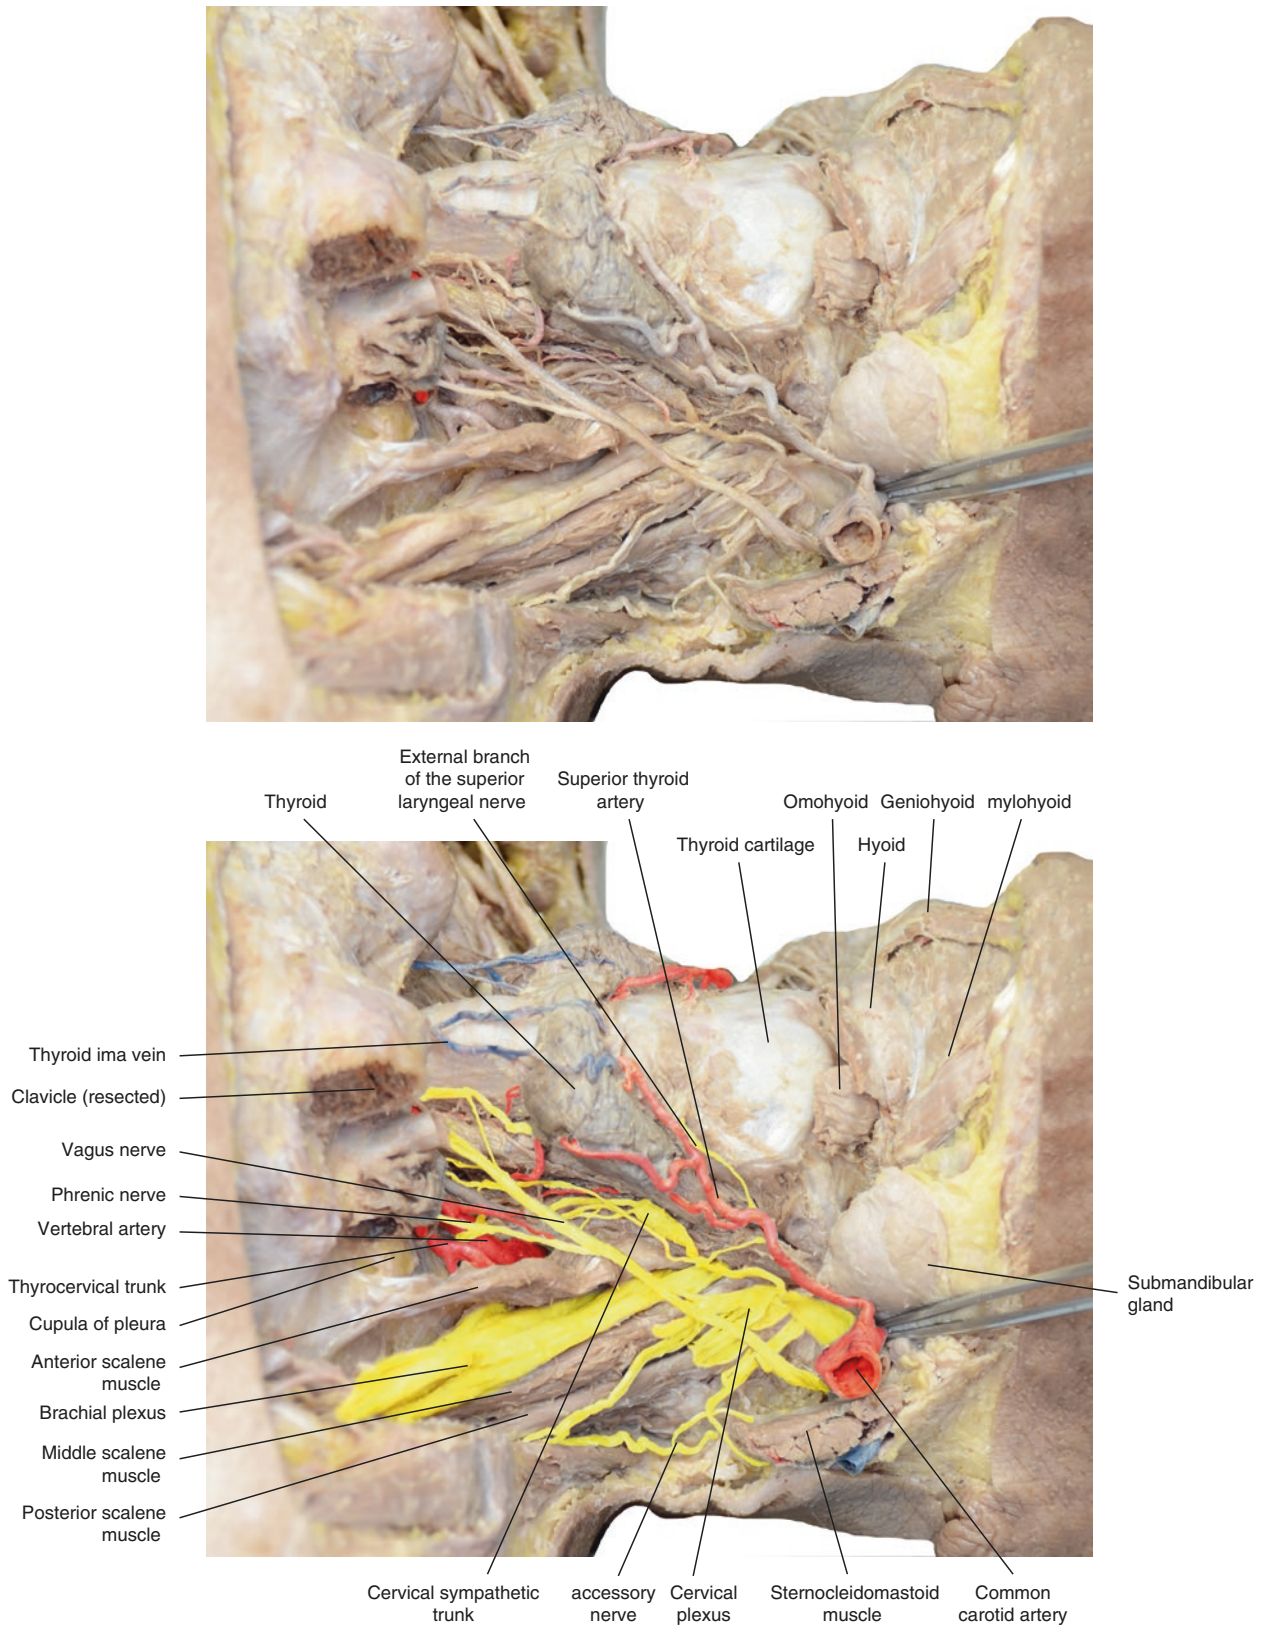 External branch
of the superior
laryngeal nerve
Superior thyroid
artery
Thyroid
Omohyoid
Geniohyoid
mylohyoid
Thyroid cartilage
Hyoid
Thyroid ima vein
Clavicle (resected)
Vagus nerve
Phrenic nerve
Vertebral artery
Thyrocervical trunk
Cupula of pleura
Anterior scalene
muscle
Brachial plexus
Middle scalene
muscle
Posterior scalene
muscle
Submandibular
gland
Cervical sympathetic
trunk
accessory
nerve
Cervical
plexus
Sternocleidomastoid
muscle
Common
carotid artery